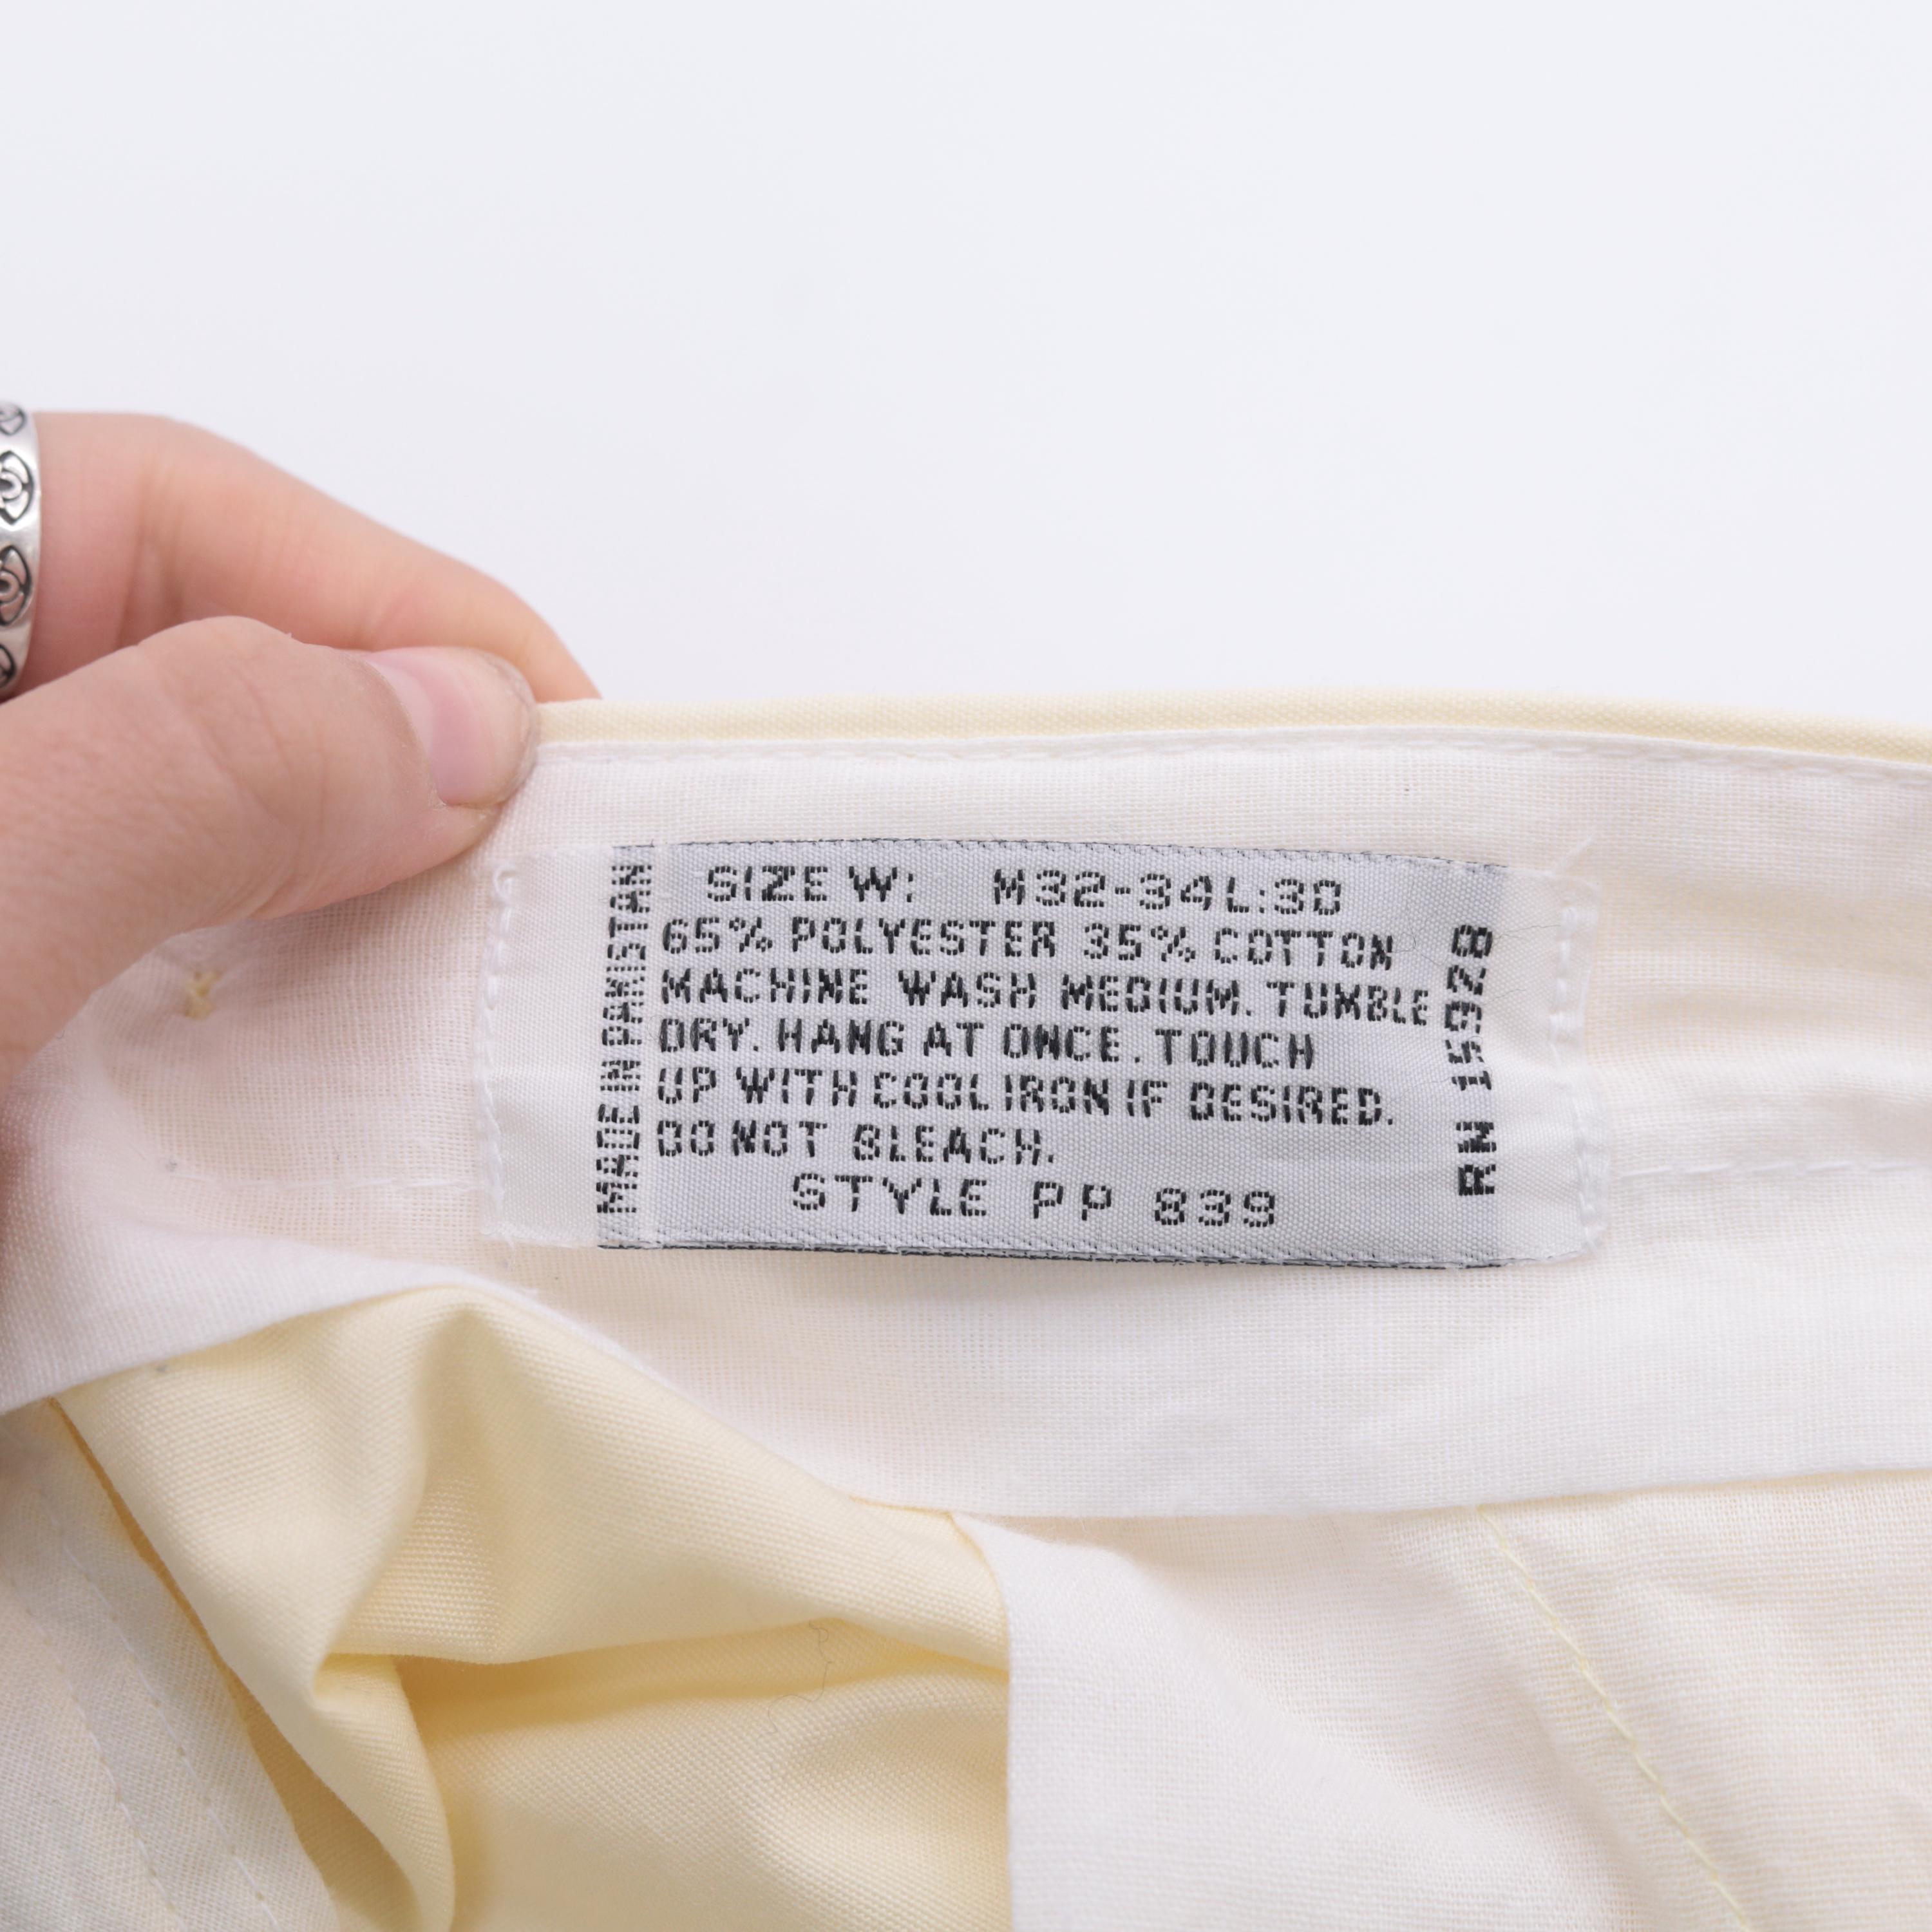 MADE IN PAKISTAN
SIZE W: M32-34L:30
65% POLYESTER 35% COTTON
MACHINE WASH MEDIUM. TUMBLE
DRY. HANG AT ONCE. TOUCH
UP WITH COOL IRON IF DESIRED.
DO NOT BLEACH.
STYLE PP 839
RN 15928